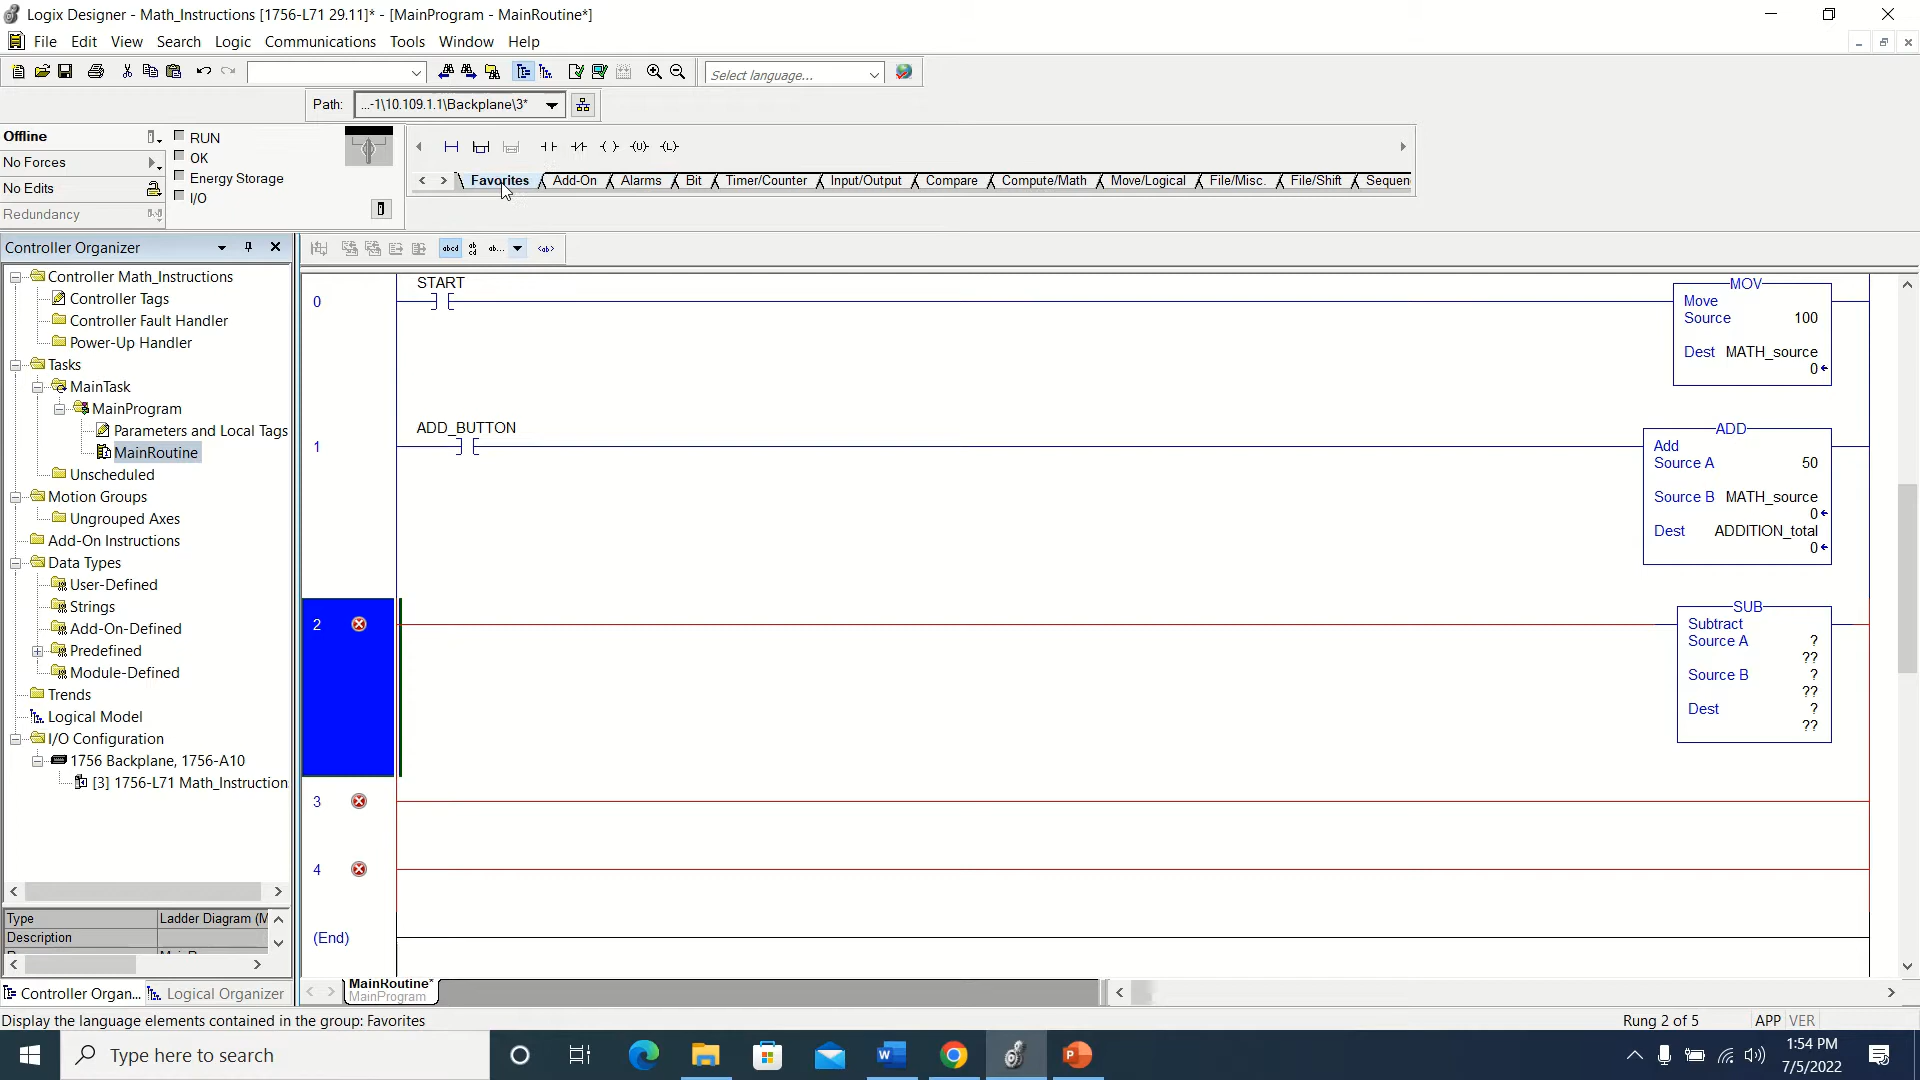 Logix Designer - Math_Instructions [1756-L71 29.11]* - [MainProgram - MainRoutine*]
File Edit View Search Logic Communications Tools Window Help
Select language...
Path: ...-1\10.109.1.1\Backplane\3*
Offline
No Forces
No Edits
Redundancy
RUN
OK
Energy Storage
I/O
(U) (L)
Favorites Add-On Alarms Bit Timer/Counter Input/Output Compare Compute/Math Move/Logical File/Misc. File/Shift Sequen
Controller Organizer
Controller Math_Instructions
Controller Tags
Controller Fault Handler
Power-Up Handler
Tasks
MainTask
MainProgram
Parameters and Local Tags
MainRoutine
Unscheduled
Motion Groups
Ungrouped Axes
Add-On Instructions
Data Types
User-Defined
Strings
Add-On-Defined
Predefined
Module-Defined
Trends
Logical Model
I/O Configuration
1756 Backplane, 1756-A10
[3] 1756-L71 Math_Instruction
Type Ladder Diagram (M
Description
Controller Organ... Logical Organizer
abcd ab cd ab... <ab>
0 START
MOV
Move
Source 100
Dest MATH_source
0
1 ADD_BUTTON
ADD
Add
Source A 50
Source B MATH_source
0
Dest ADDITION_total
0
2
SUB
Subtract
Source A ?
??
Source B ?
??
Dest ?
??
3
4
(End)
MainRoutine*
MainProgram
Display the language elements contained in the group: Favorites
Rung 2 of 5 APP VER
Type here to search
1:54 PM
7/5/2022